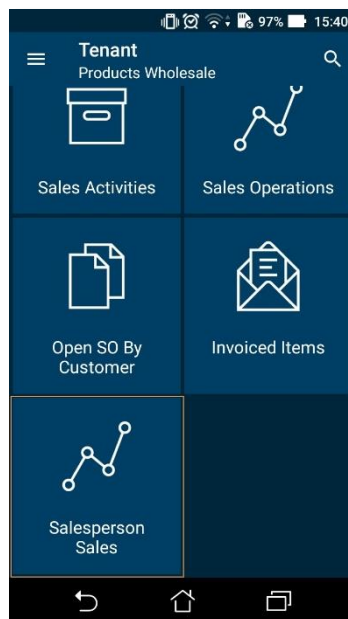 97% 15:40
Tenant
Products Wholesale
Sales Activities
Sales Operations
Open SO By
Customer
Invoiced Items
Salesperson
Sales